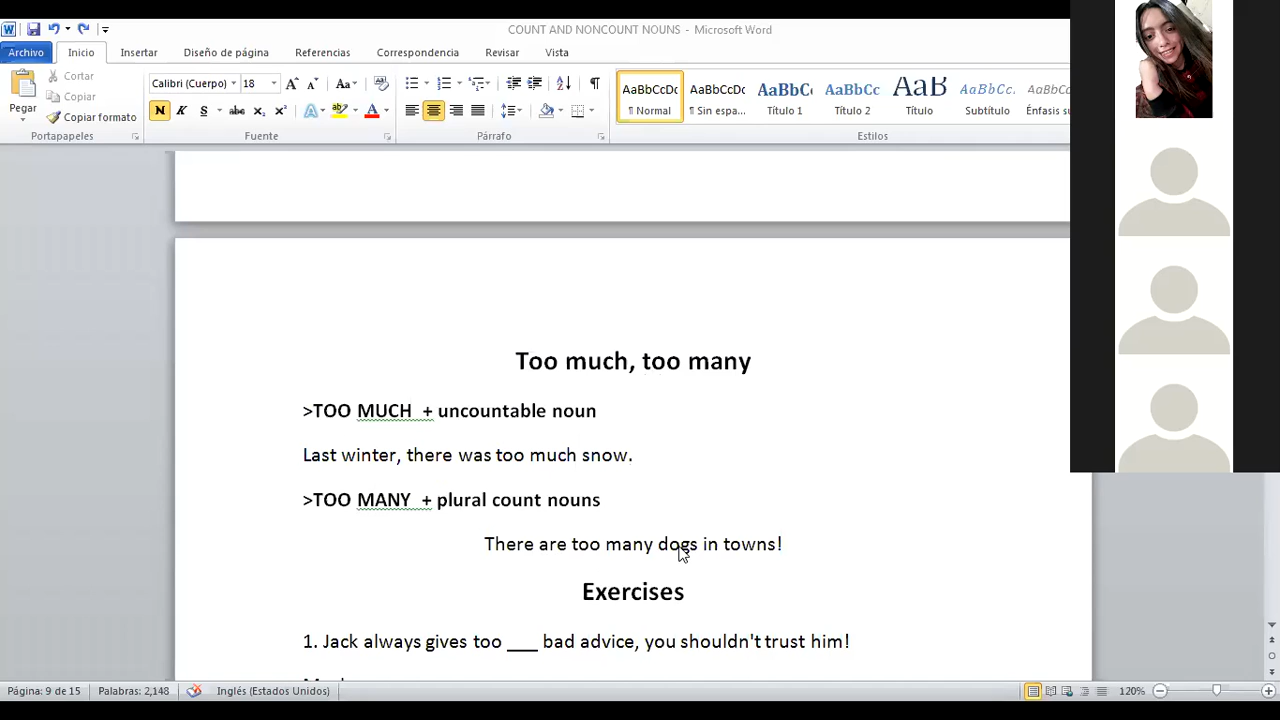 COUNT AND NONCOUNT NOUNS - Microsoft Word
Archivo Inicio Insertar Diseño de página Referencias Correspondencia Revisar Vista
Pegar
Cortar
Copiar
Copiar formato
Portapapeles
Calibri (Cuerpo) 18
Fuente
Párrafo
AaBbCcDc AaBbCcDc AaBbC AaBbCc AaB AaBbCc. AaBbCc
¶ Normal ¶ Sin espa... Título 1 Título 2 Título Subtítulo Énfasis su
Estilos
Too much, too many
>TOO MUCH + uncountable noun
Last winter, there was too much snow.
>TOO MANY + plural count nouns
There are too many dogs in towns!
Exercises
1. Jack always gives too ___ bad advice, you shouldn't trust him!
Página: 9 de 15 Palabras: 2,148 Inglés (Estados Unidos) 120%